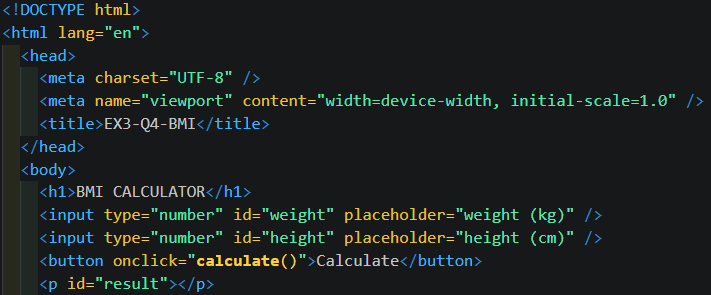 <!DOCTYPE html>
<html lang="en">
<head>
<meta charset="UTF-8" />
<meta name="viewport" content="width=device-width, initial-scale=1.0" />
<title>EX3-Q4-BMI</title>
</head>
<body>
<h1>BMI CALCULATOR</h1>
<input type="number" id="weight" placeholder="weight (kg)" />
<input type="number" id="height" placeholder="height (cm)" />
<button onclick="calculate()">Calculate</button>
<p id="result"></p>